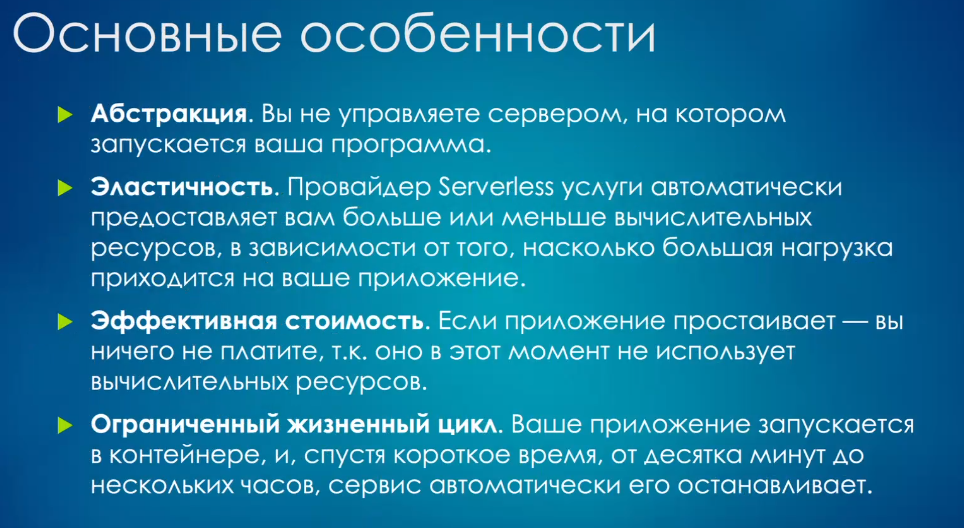 Основные особенности
Абстракция. Вы не управляете сервером, на котором
запускается ваша программа.
Эластичность. Провайдер Serverless услуги автоматически
предоставляет вам больше или меньше вычислительных
ресурсов, в зависимости от того, насколько большая нагрузка
приходится на ваше приложение.
Эффективная стоимость. Если приложение простаивает — вы
ничего не платите, т.к. оно в этот момент не использует
вычислительных ресурсов.
Ограниченный жизненный цикл. Ваше приложение запускается
в контейнере, и, спустя короткое время, от десятка минут до
нескольких часов, сервис автоматически его останавливает.